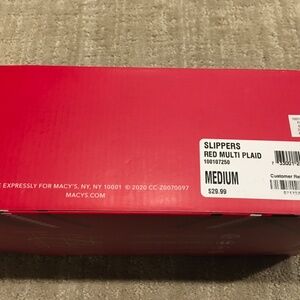 SLIPPERS
RED MULTI PLAID
100107250
MEDIUM
$29.99
Customer Re
E EXPRESSLY FOR MACY'S, NY, NY 10001 © 2020 CC-Z8070097
MACYS.COM